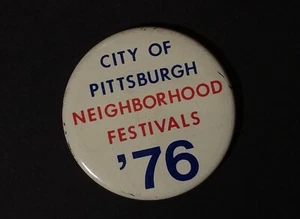 CITY OF
PITTSBURGH
NEIGHBORHOOD
FESTIVALS
'76